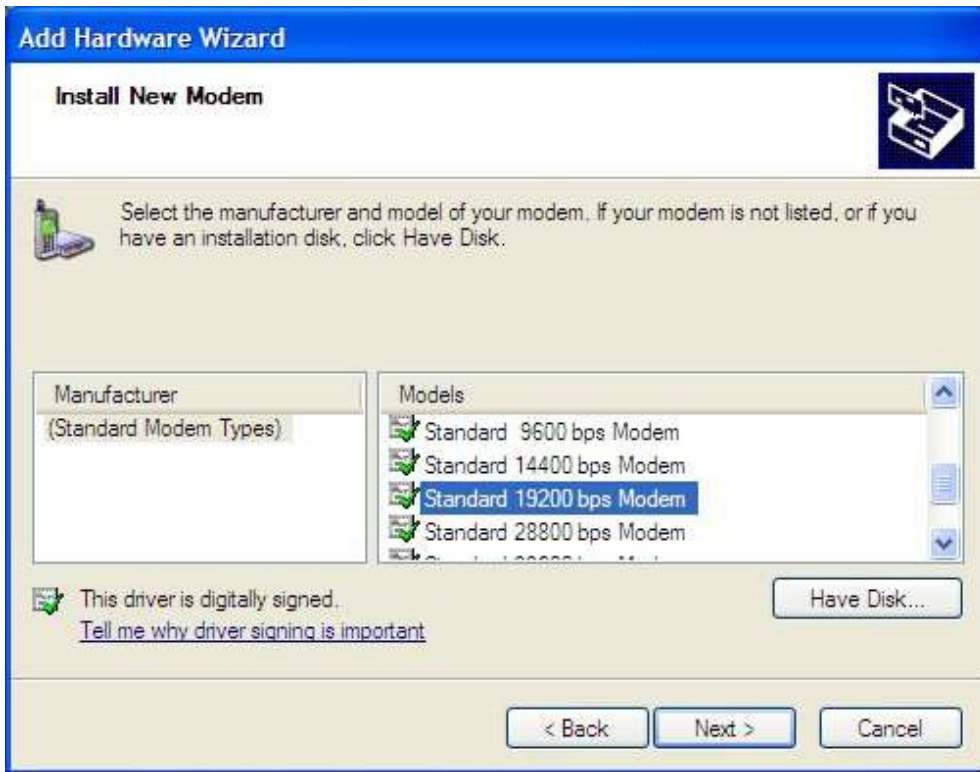 Add Hardware Wizard
Install New Modem
Select the manufacturer and model of your modem. If your modem is not listed, or if you
have an installation disk, click Have Disk.
Manufacturer
(Standard Modem Types)
Models
Standard  9600 bps Modem
Standard 14400 bps Modem
Standard 19200 bps Modem
Standard 28800 bps Modem
This driver is digitally signed.
Tell me why driver signing is important
Have Disk...
< Back
Next >
Cancel